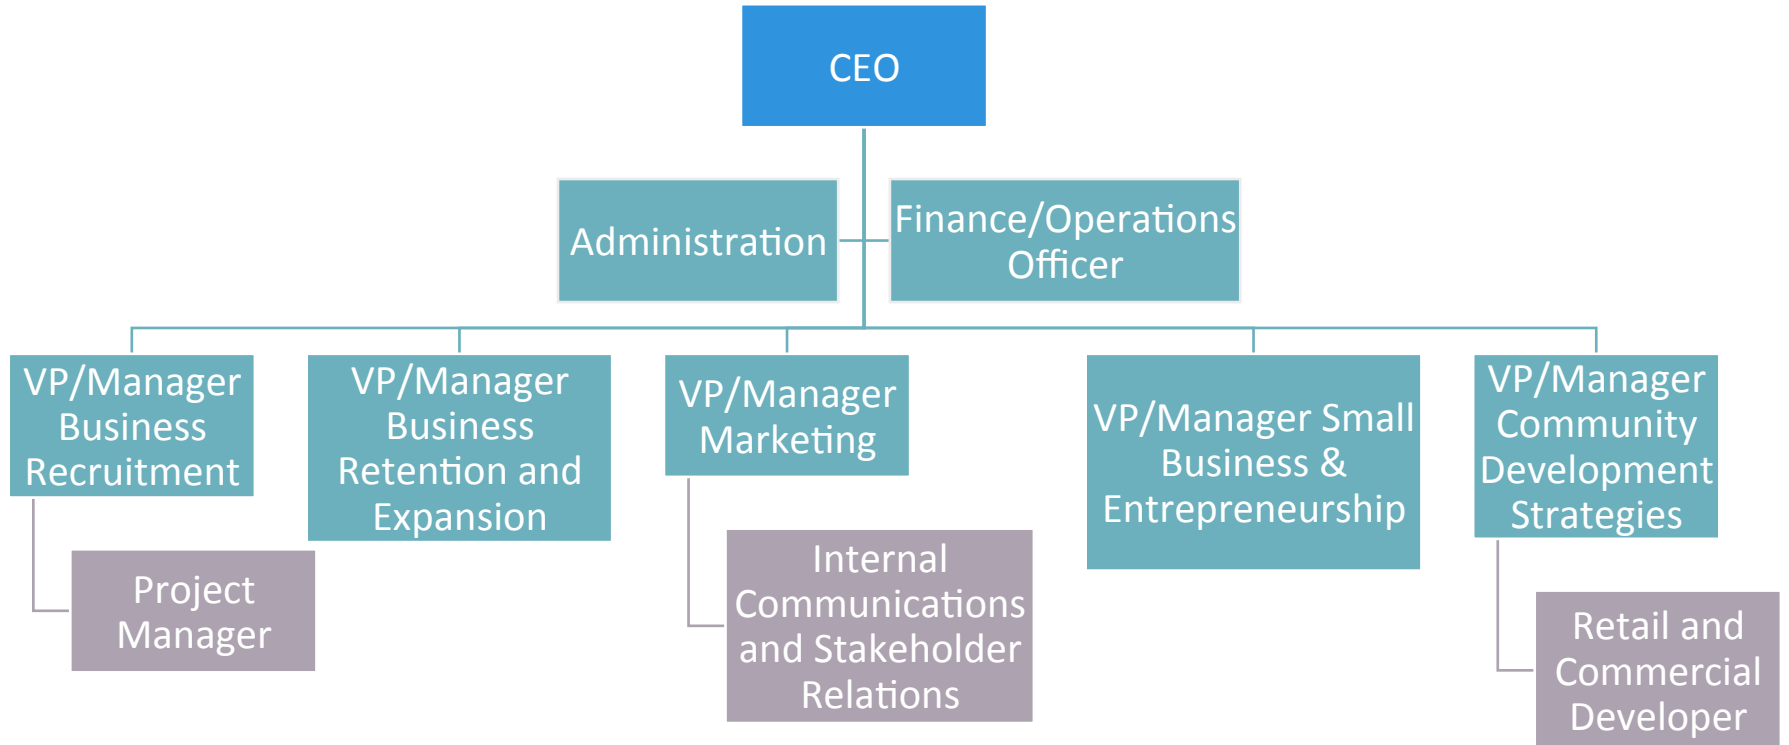 CEO
Administration
Finance/Operations
Officer
VP/Manager
Business
Recruitment
VP/Manager
Business
Retention and
Expansion
VP/Manager
Marketing
VP/Manager Small
Business &
Entrepreneurship
VP/Manager
Community
Development
Strategies
Project
Manager
Internal
Communications
and Stakeholder
Relations
Retail and
Commercial
Developer